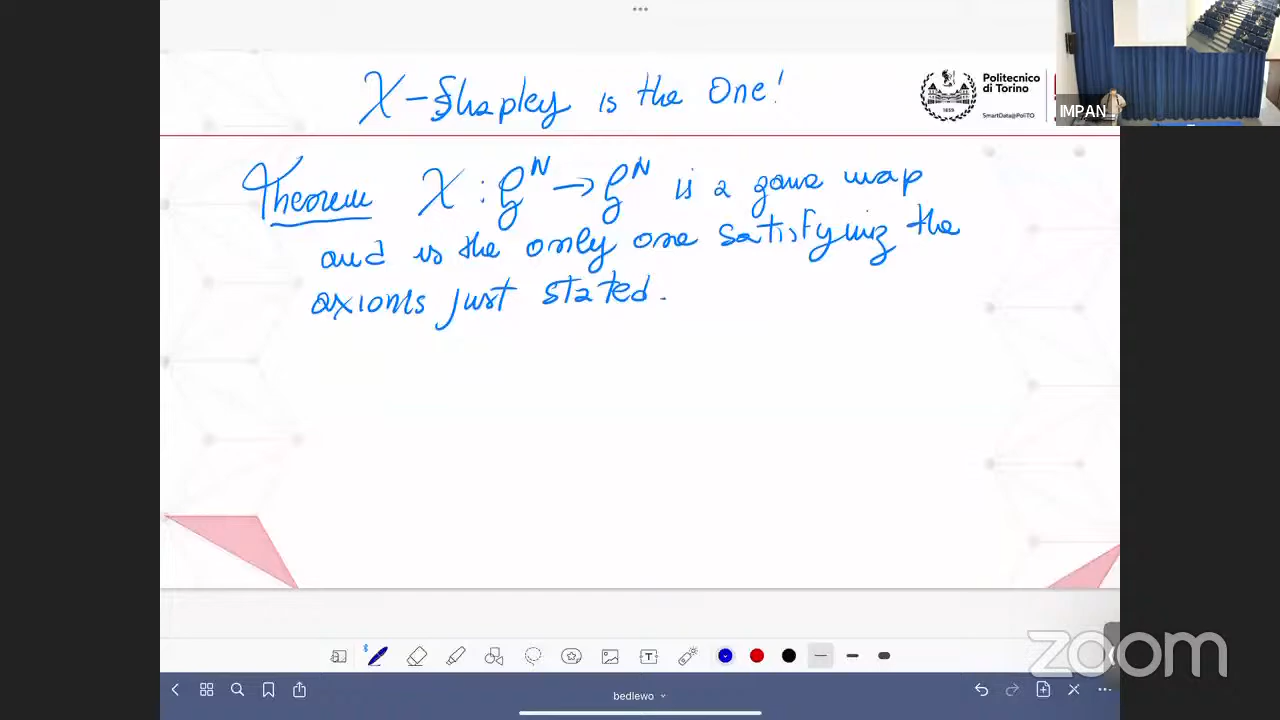 χ-Shapley is the One!
Politecnico
di Torino
1859
SmartData@PoliTO
IMPAN
Theorem χ : 𝒢^N → 𝒢^N is a game map
and is the only one satisfying the
axioms just stated.
zoom
bedlewo